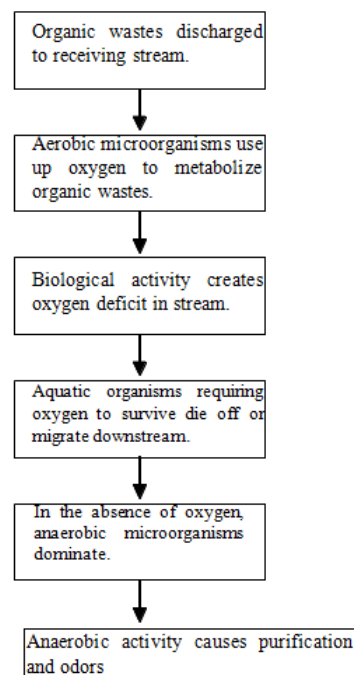 Organic wastes discharged
to receiving stream.
Aerobic microorganisms use
up oxygen to metabolize
organic wastes.
Biological activity creates
oxygen deficit in stream.
Aquatic organisms requiring
oxygen to survive die off or
migrate downstream.
In the absence of oxygen,
anaerobic microorganisms
dominate.
Anaerobic activity causes purification
and odors